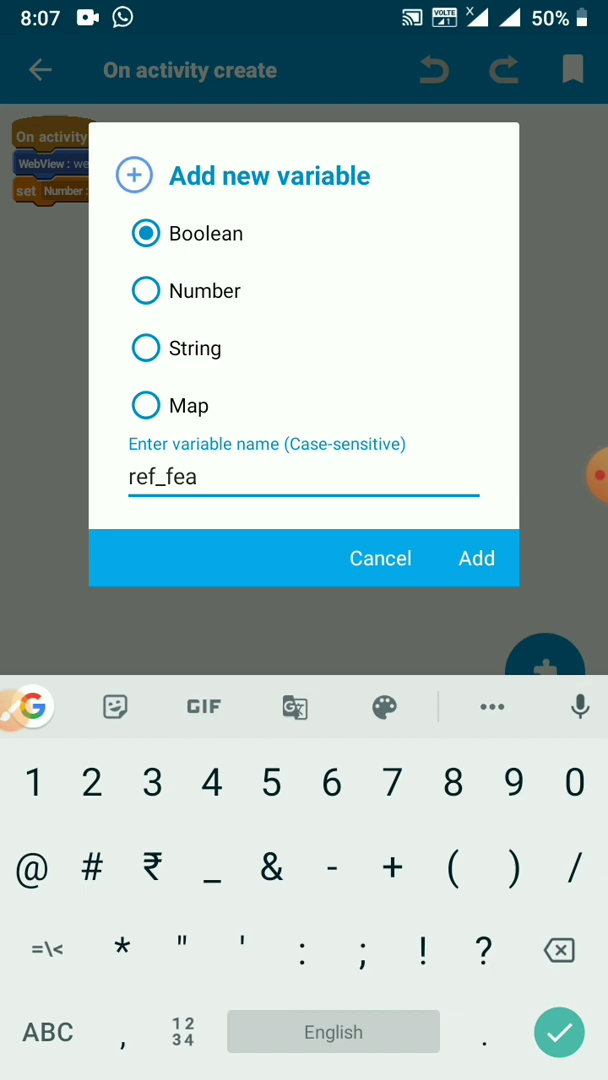 8:07 VOLTE X 50%
On activity create
On activity
WebView : we
set Number :
Add new variable
Boolean
Number
String
Map
Enter variable name (Case-sensitive)
ref_fea
Cancel Add
G GIF G
1 2 3 4 5 6 7 8 9 0
@ # ₹ _ & - + ( ) /
=\< * " ' : ; ! ?
ABC , 12 34 English .